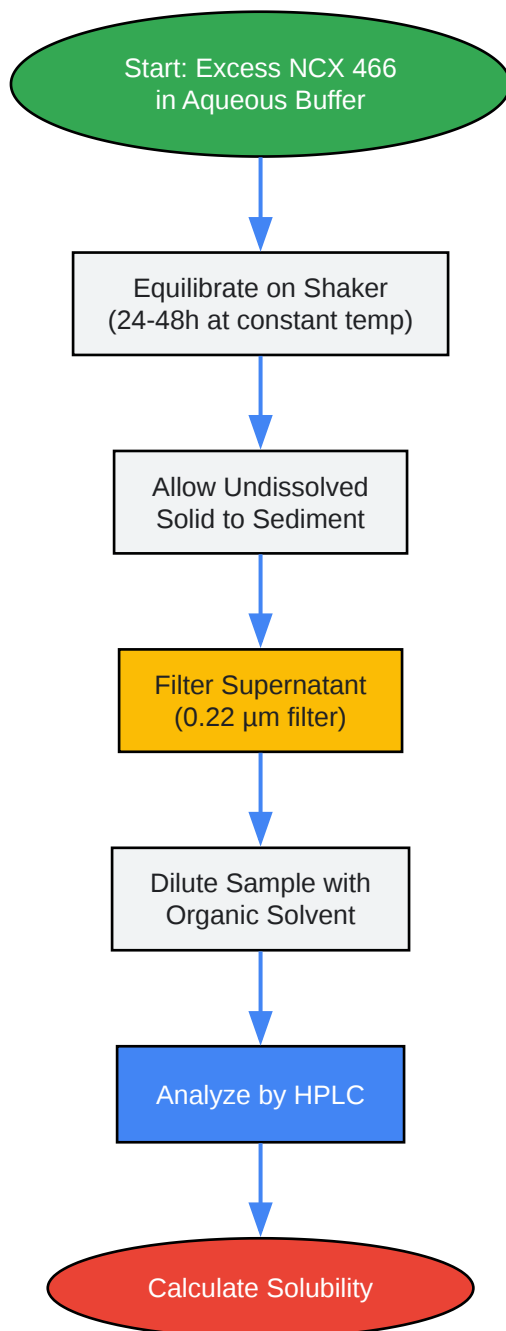 Start: Excess NCX 466
in Aqueous Buffer
Equilibrate on Shaker
(24-48h at constant temp)
Allow Undissolved
Solid to Sediment
Filter Supernatant
(0.22 µm filter)
Dilute Sample with
Organic Solvent
Analyze by HPLC
Calculate Solubility